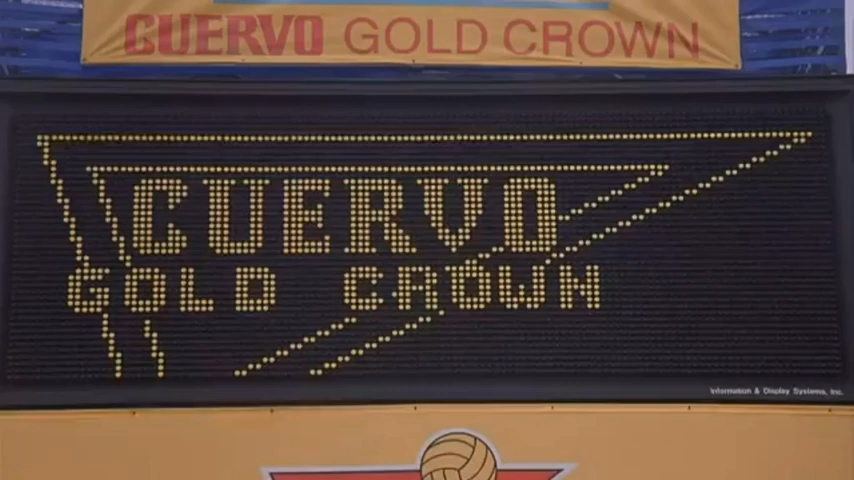 CUERVO GOLD CROWN
CUERVO
GOLD CROWN
Information & Display Systems, Inc.